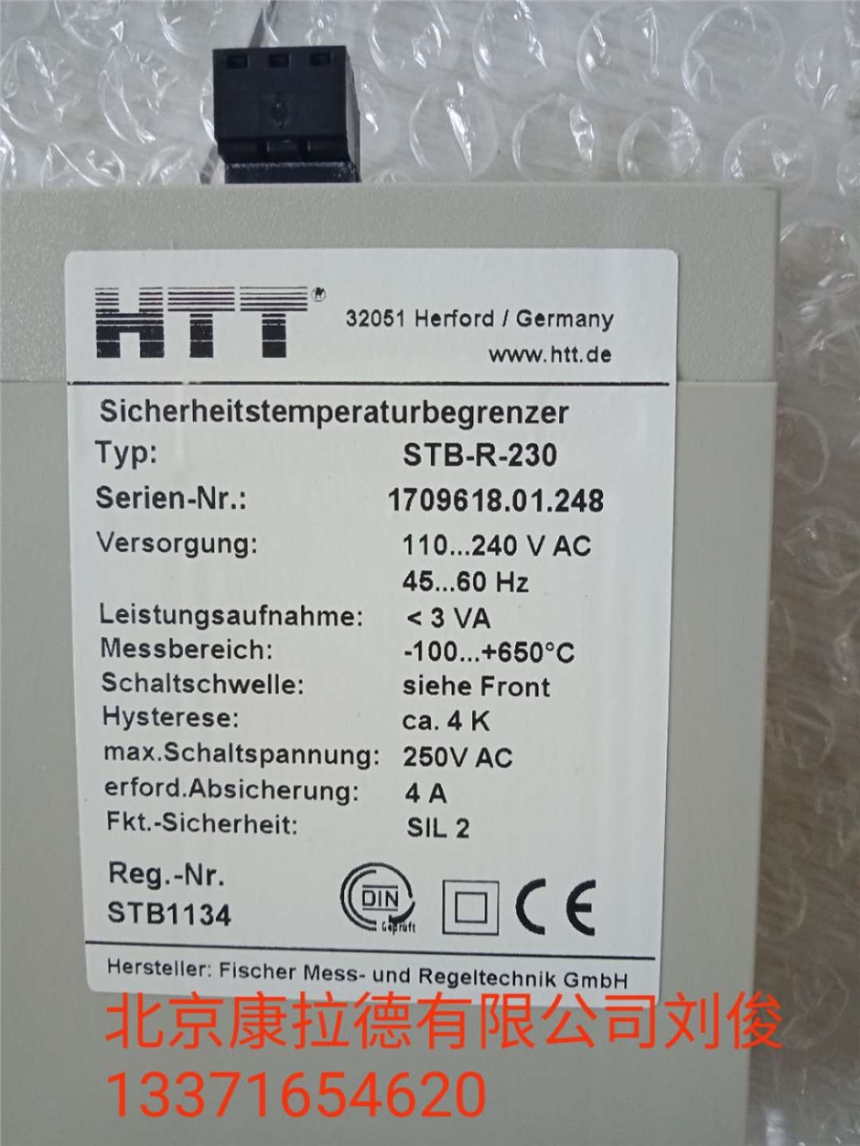 HTT®
32051 Herford / Germany
www.htt.de
Sicherheitstemperaturbegrenzer
Typ: STB-R-230
Serien-Nr.: 1709618.01.248
Versorgung: 110...240 V AC
45...60 Hz
Leistungsaufnahme: < 3 VA
Messbereich: -100...+650°C
Schaltschwelle: siehe Front
Hysterese: ca. 4 K
max.Schaltspannung: 250V AC
erford.Absicherung: 4 A
Fkt.-Sicherheit: SIL 2
Reg.-Nr.
STB1134
DIN
Geprüft
CE
Hersteller: Fischer Mess- und Regeltechnik GmbH
北京康拉德有限公司刘俊
13371654620